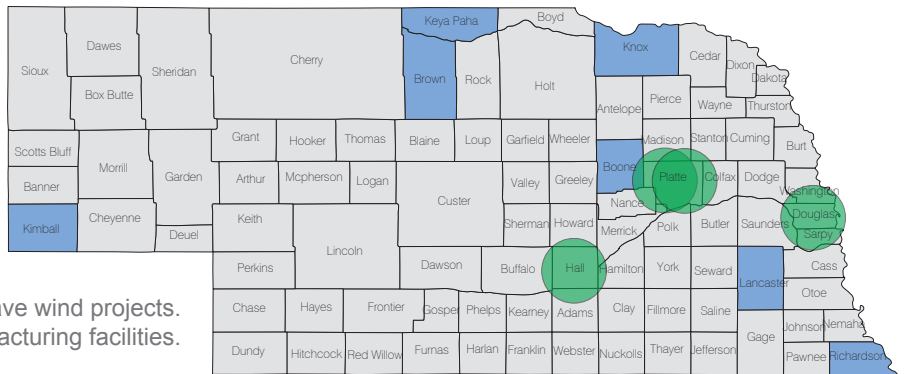 Keya Paha
Boyd
Dawes
Knox
Cedar
Sioux
Sheridan
Cherry
Dixon
Brown
Rock
Holt
Dakota
Box Butte
Antelope
Pierce
Wayne
Thurston
Grant
Hooker
Thomas
Blaine
Loup
Garfield
Wheeler
Madison
Stanton
Cuming
Burt
Scotts Bluff
Morrill
Garden
Boone
Banner
Arthur
Mcpherson
Logan
Valley
Greeley
Platte
Colfax
Dodge
Washington
Custer
Nance
Kimball
Cheyenne
Keith
Sherman
Howard
Merrick
Polk
Butler
Saunders
Douglas
Deuel
Sarpy
Lincoln
Perkins
Dawson
Buffalo
Hall
Hamilton
York
Seward
Cass
Lancaster
Otoe
ave wind projects.
Chase
Hayes
Frontier
Gosper
Phelps
Kearney
Adams
Clay
Fillmore
Saline
acturing facilities.
Gage
Johnson
Nemaha
Dundy
Hitchcock
Red Willow
Furnas
Harlan
Franklin
Webster
Nuckolls
Thayer
Jefferson
Pawnee
Richardson